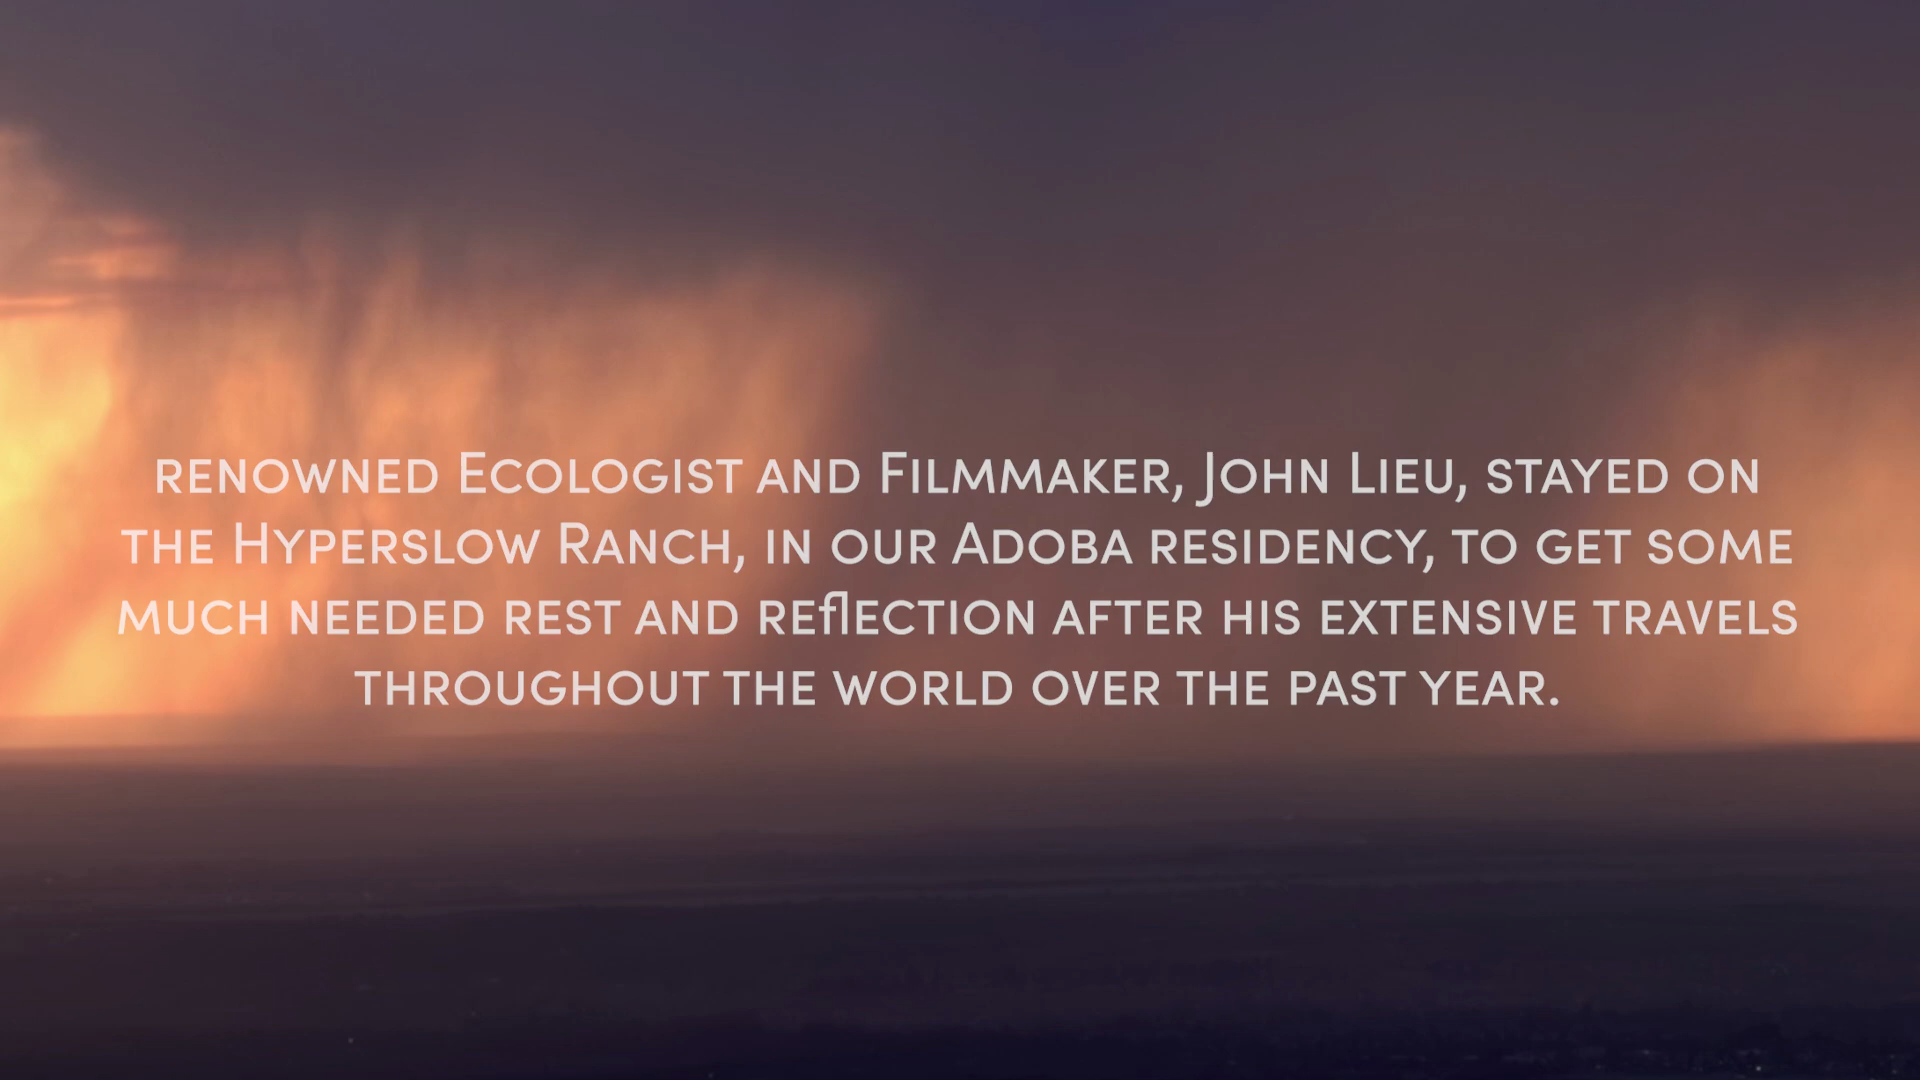 renowned Ecologist and Filmmaker, John Lieu, stayed on
the Hyperslow Ranch, in our Adoba residency, to get some
much needed rest and reflection after his extensive travels
throughout the world over the past year.